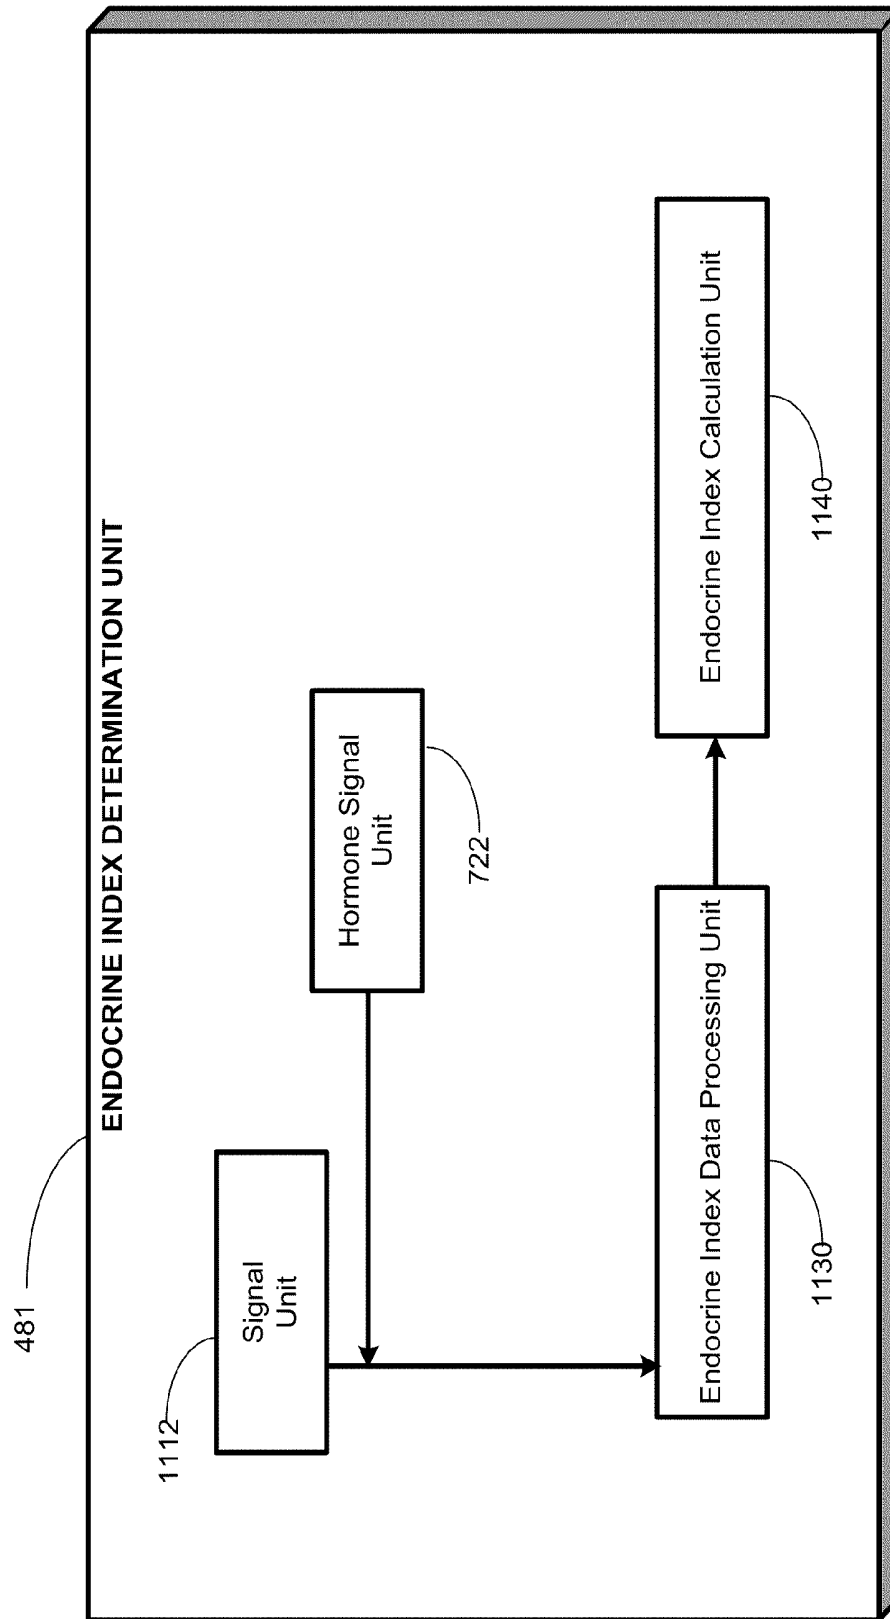 481
ENDOCRINE INDEX DETERMINATION UNIT
1112
Signal
Unit
Hormone Signal
Unit
722
Endocrine Index Data Processing Unit
1130
Endocrine Index Calculation Unit
1140